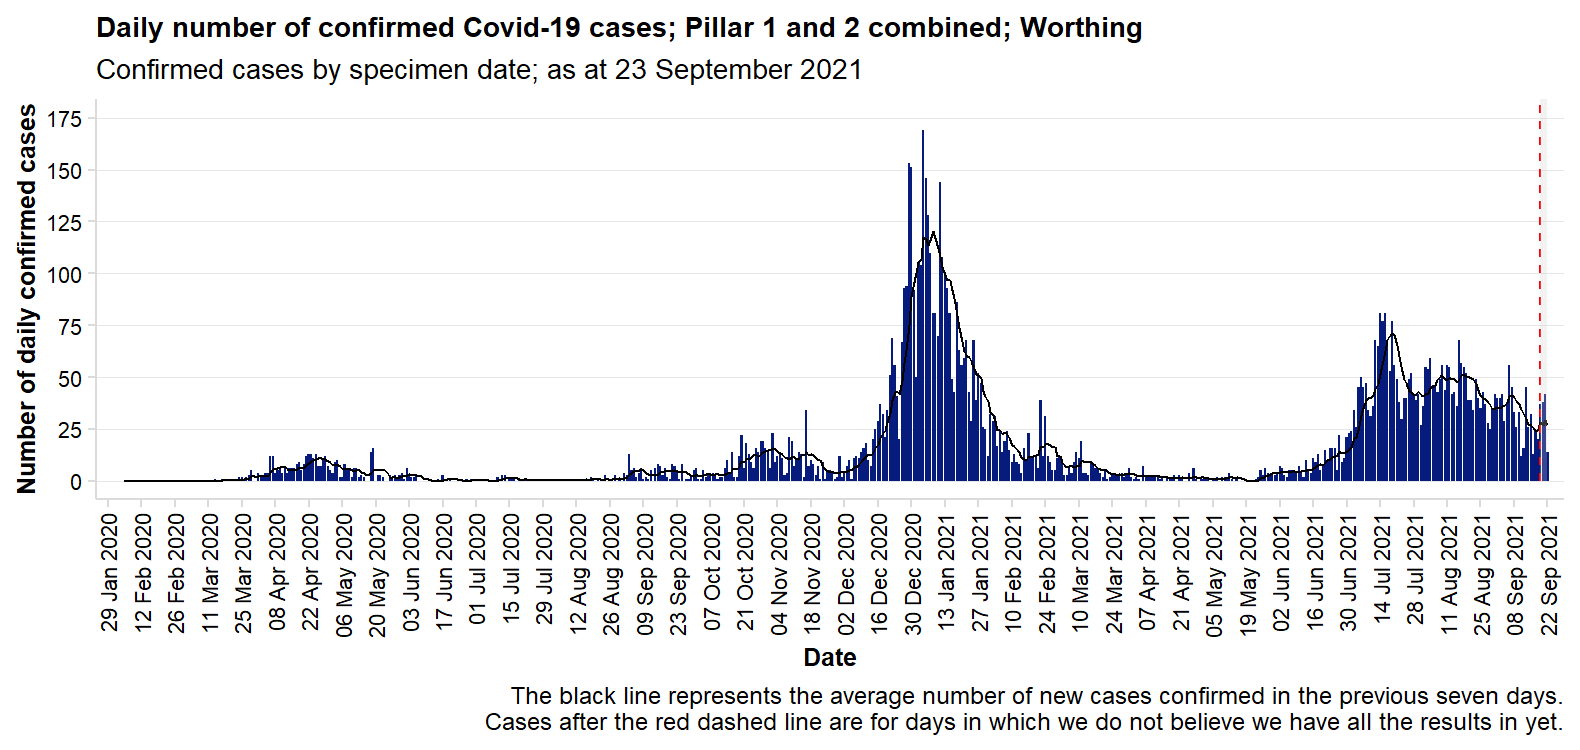 Daily number of confirmed Covid-19 cases; Pillar 1 and 2 combined; Worthing
Confirmed cases by specimen date; as at 23 September 2021
Number of daily confirmed cases
175
150
125
100
75
50
25
0
29 Jan 2020
12 Feb 2020
26 Feb 2020
11 Mar 2020
25 Mar 2020
08 Apr 2020
22 Apr 2020
06 May 2020
20 May 2020
03 Jun 2020
17 Jun 2020
01 Jul 2020
15 Jul 2020
29 Jul 2020
12 Aug 2020
26 Aug 2020
09 Sep 2020
23 Sep 2020
07 Oct 2020
21 Oct 2020
04 Nov 2020
18 Nov 2020
02 Dec 2020
16 Dec 2020
30 Dec 2020
13 Jan 2021
27 Jan 2021
10 Feb 2021
24 Feb 2021
10 Mar 2021
24 Mar 2021
07 Apr 2021
21 Apr 2021
05 May 2021
19 May 2021
02 Jun 2021
16 Jun 2021
30 Jun 2021
14 Jul 2021
28 Jul 2021
11 Aug 2021
25 Aug 2021
08 Sep 2021
22 Sep 2021
Date
The black line represents the average number of new cases confirmed in the previous seven days.
Cases after the red dashed line are for days in which we do not believe we have all the results in yet.